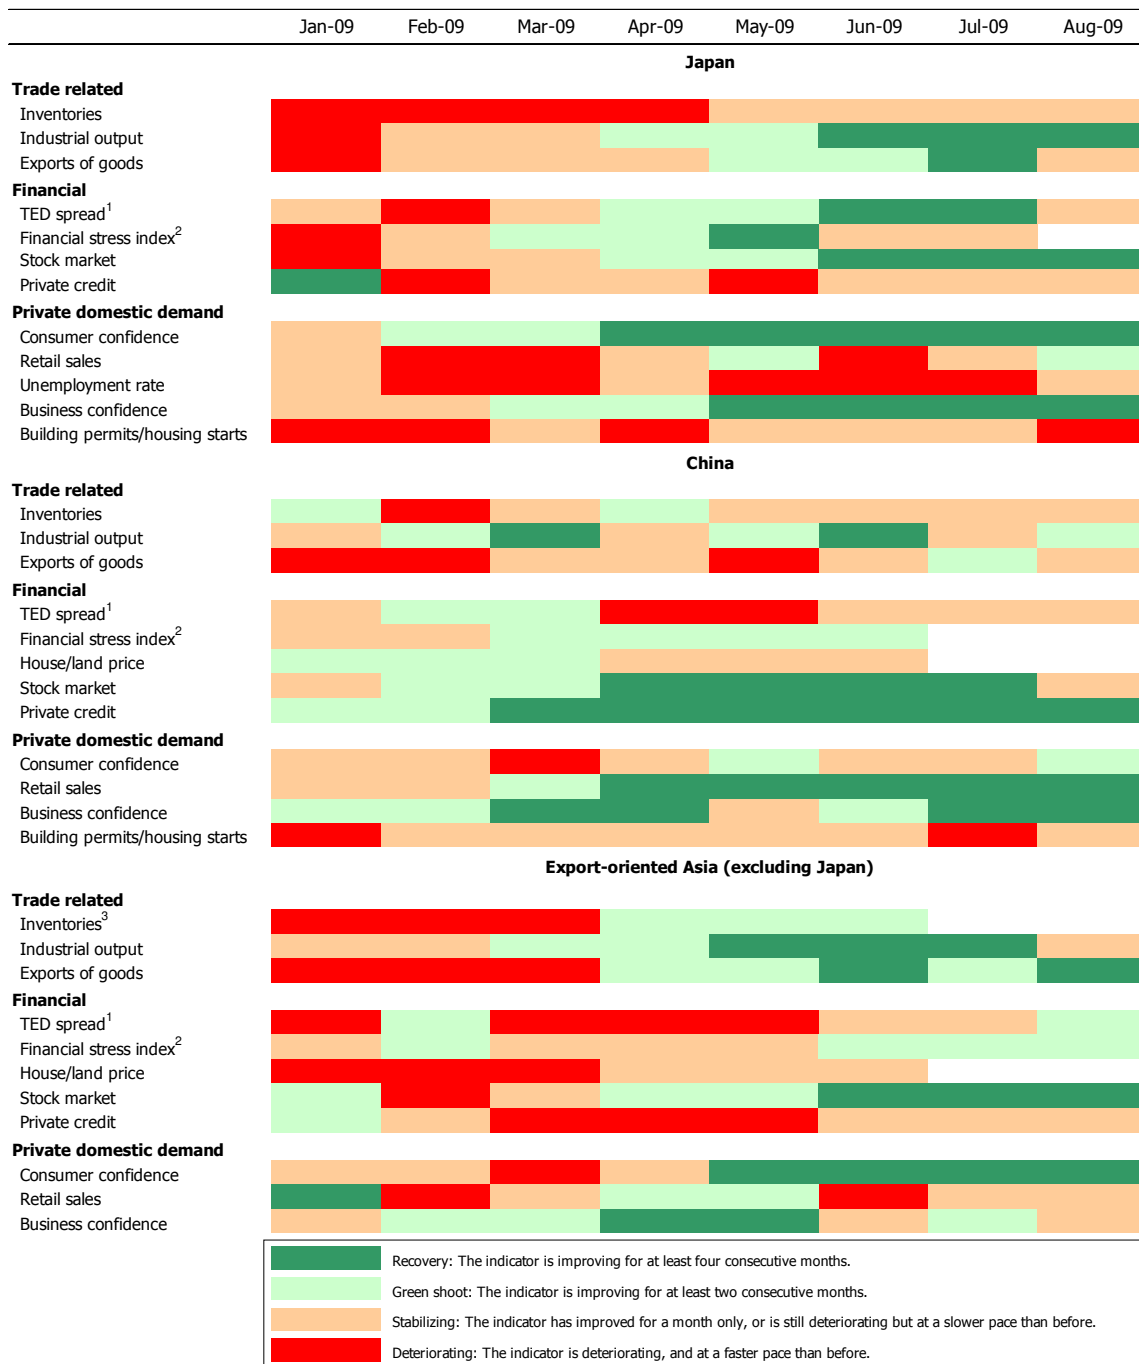 Jan-09 Feb-09 Mar-09 Apr-09 May-09 Jun-09 Jul-09 Aug-09
Japan
Trade related
Inventories
Industrial output
Exports of goods
Financial
TED spread1
Financial stress index2
Stock market
Private credit
Private domestic demand
Consumer confidence
Retail sales
Unemployment rate
Business confidence
Building permits/housing starts
China
Trade related
Inventories
Industrial output
Exports of goods
Financial
TED spread1
Financial stress index2
House/land price
Stock market
Private credit
Private domestic demand
Consumer confidence
Retail sales
Business confidence
Building permits/housing starts
Export-oriented Asia (excluding Japan)
Trade related
Inventories3
Industrial output
Exports of goods
Financial
TED spread1
Financial stress index2
House/land price
Stock market
Private credit
Private domestic demand
Consumer confidence
Retail sales
Business confidence
Recovery: The indicator is improving for at least four consecutive months.
Green shoot: The indicator is improving for at least two consecutive months.
Stabilizing: The indicator has improved for a month only, or is still deteriorating but at a slower pace than before.
Deteriorating: The indicator is deteriorating, and at a faster pace than before.